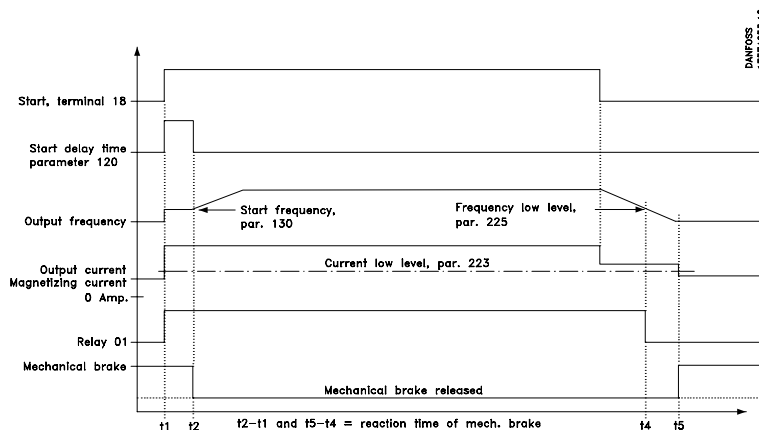 DANFOSS
Start, terminal 18
Start delay time
parameter 120
Start frequency,
par. 130
Frequency low level,
par. 225
Output frequency
Output current
Magnetizing current
Current low level, par. 223
0 Amp.
Relay 01
Mechanical brake
Mechanical brake released
t1
t2
t2-t1 and t5-t4 = reaction time of mech. brake
t4
t5